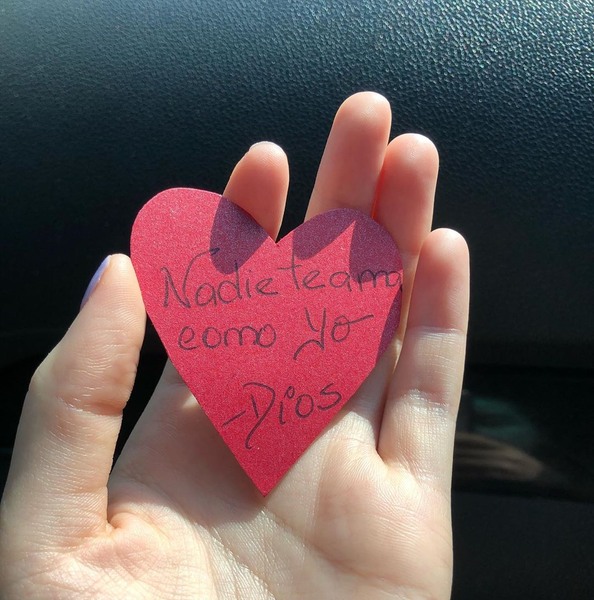 Nadie te ama
como yo
-Dios